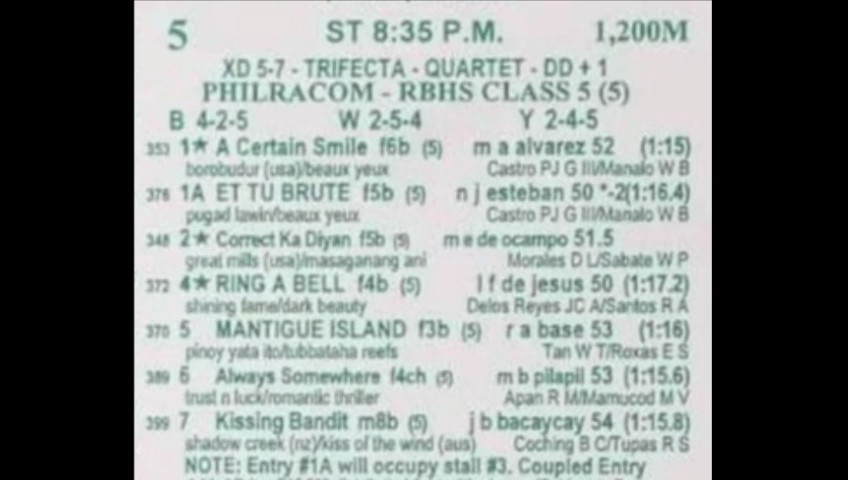 5 ST 8:35 P.M. 1,200M
XD 5-7 - TRIFECTA - QUARTET - DD + 1
PHILRACOM - RBHS CLASS 5 (5)
B 4-2-5 W 2-5-4 Y 2-4-5
353 1★ A Certain Smile f6b (5) m a alvarez 52 (1:15)
borobudur (usa)/beaux yeux Castro PJ G III/Manalo W B
376 1A ET TU BRUTE f5b (5) n j esteban 50 *-2(1:16.4)
pugad lawin/beaux yeux Castro PJ G III/Manalo W B
348 2★ Correct Ka Diyan f5b (5) m e de ocampo 51.5
great mills (usa)/masaganang ani Morales D L/Sabate W P
372 4★ RING A BELL f4b (5) l f de jesus 50 (1:17.2)
shining fame/dark beauty Delos Reyes JC A/Santos R A
370 5 MANTIGUE ISLAND f3b (5) r a base 53 (1:16)
pinoy yata ito/tubbataha reefs Tan W T/Roxas E S
389 6 Always Somewhere f4ch (5) m b pilapil 53 (1:15.6)
trust n luck/romantic thriller Apan R M/Mamucod M V
399 7 Kissing Bandit m8b (5) j b bacaycay 54 (1:15.8)
shadow creek (nz)/kiss of the wind (aus) Coching B C/Tupas R S
NOTE: Entry #1A will occupy stall #3. Coupled Entry